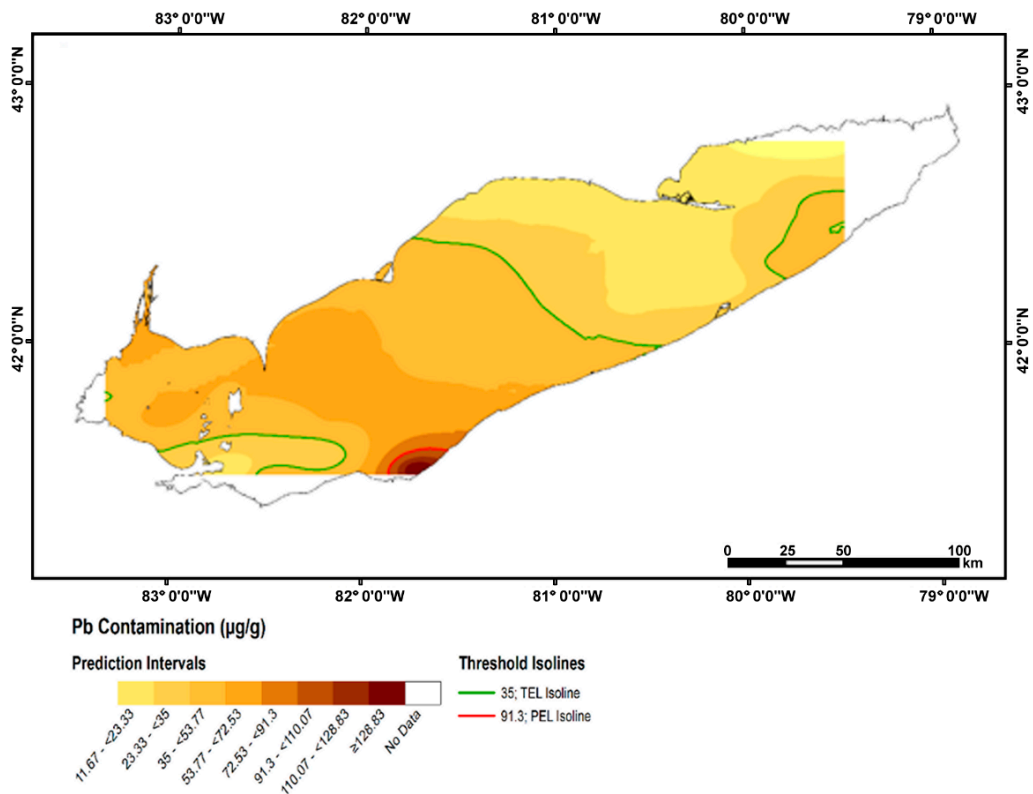 83°0'0"W 82°0'0"W 81°0'0"W 80°0'0"W 79°0'0"W
43°0'0"N 43°0'0"N
42°0'0"N 42°0'0"N
0 25 50 100
km
83°0'0"W 82°0'0"W 81°0'0"W 80°0'0"W 79°0'0"W
Pb Contamination (µg/g)
Prediction Intervals
11.67 - <23.33
23.33 - <35
35 - <53.77
53.77 - <72.53
72.53 - <91.3
91.3 - <110.07
110.07 - <128.83
≥128.83
No Data
Threshold Isolines
35; TEL Isoline
91.3; PEL Isoline